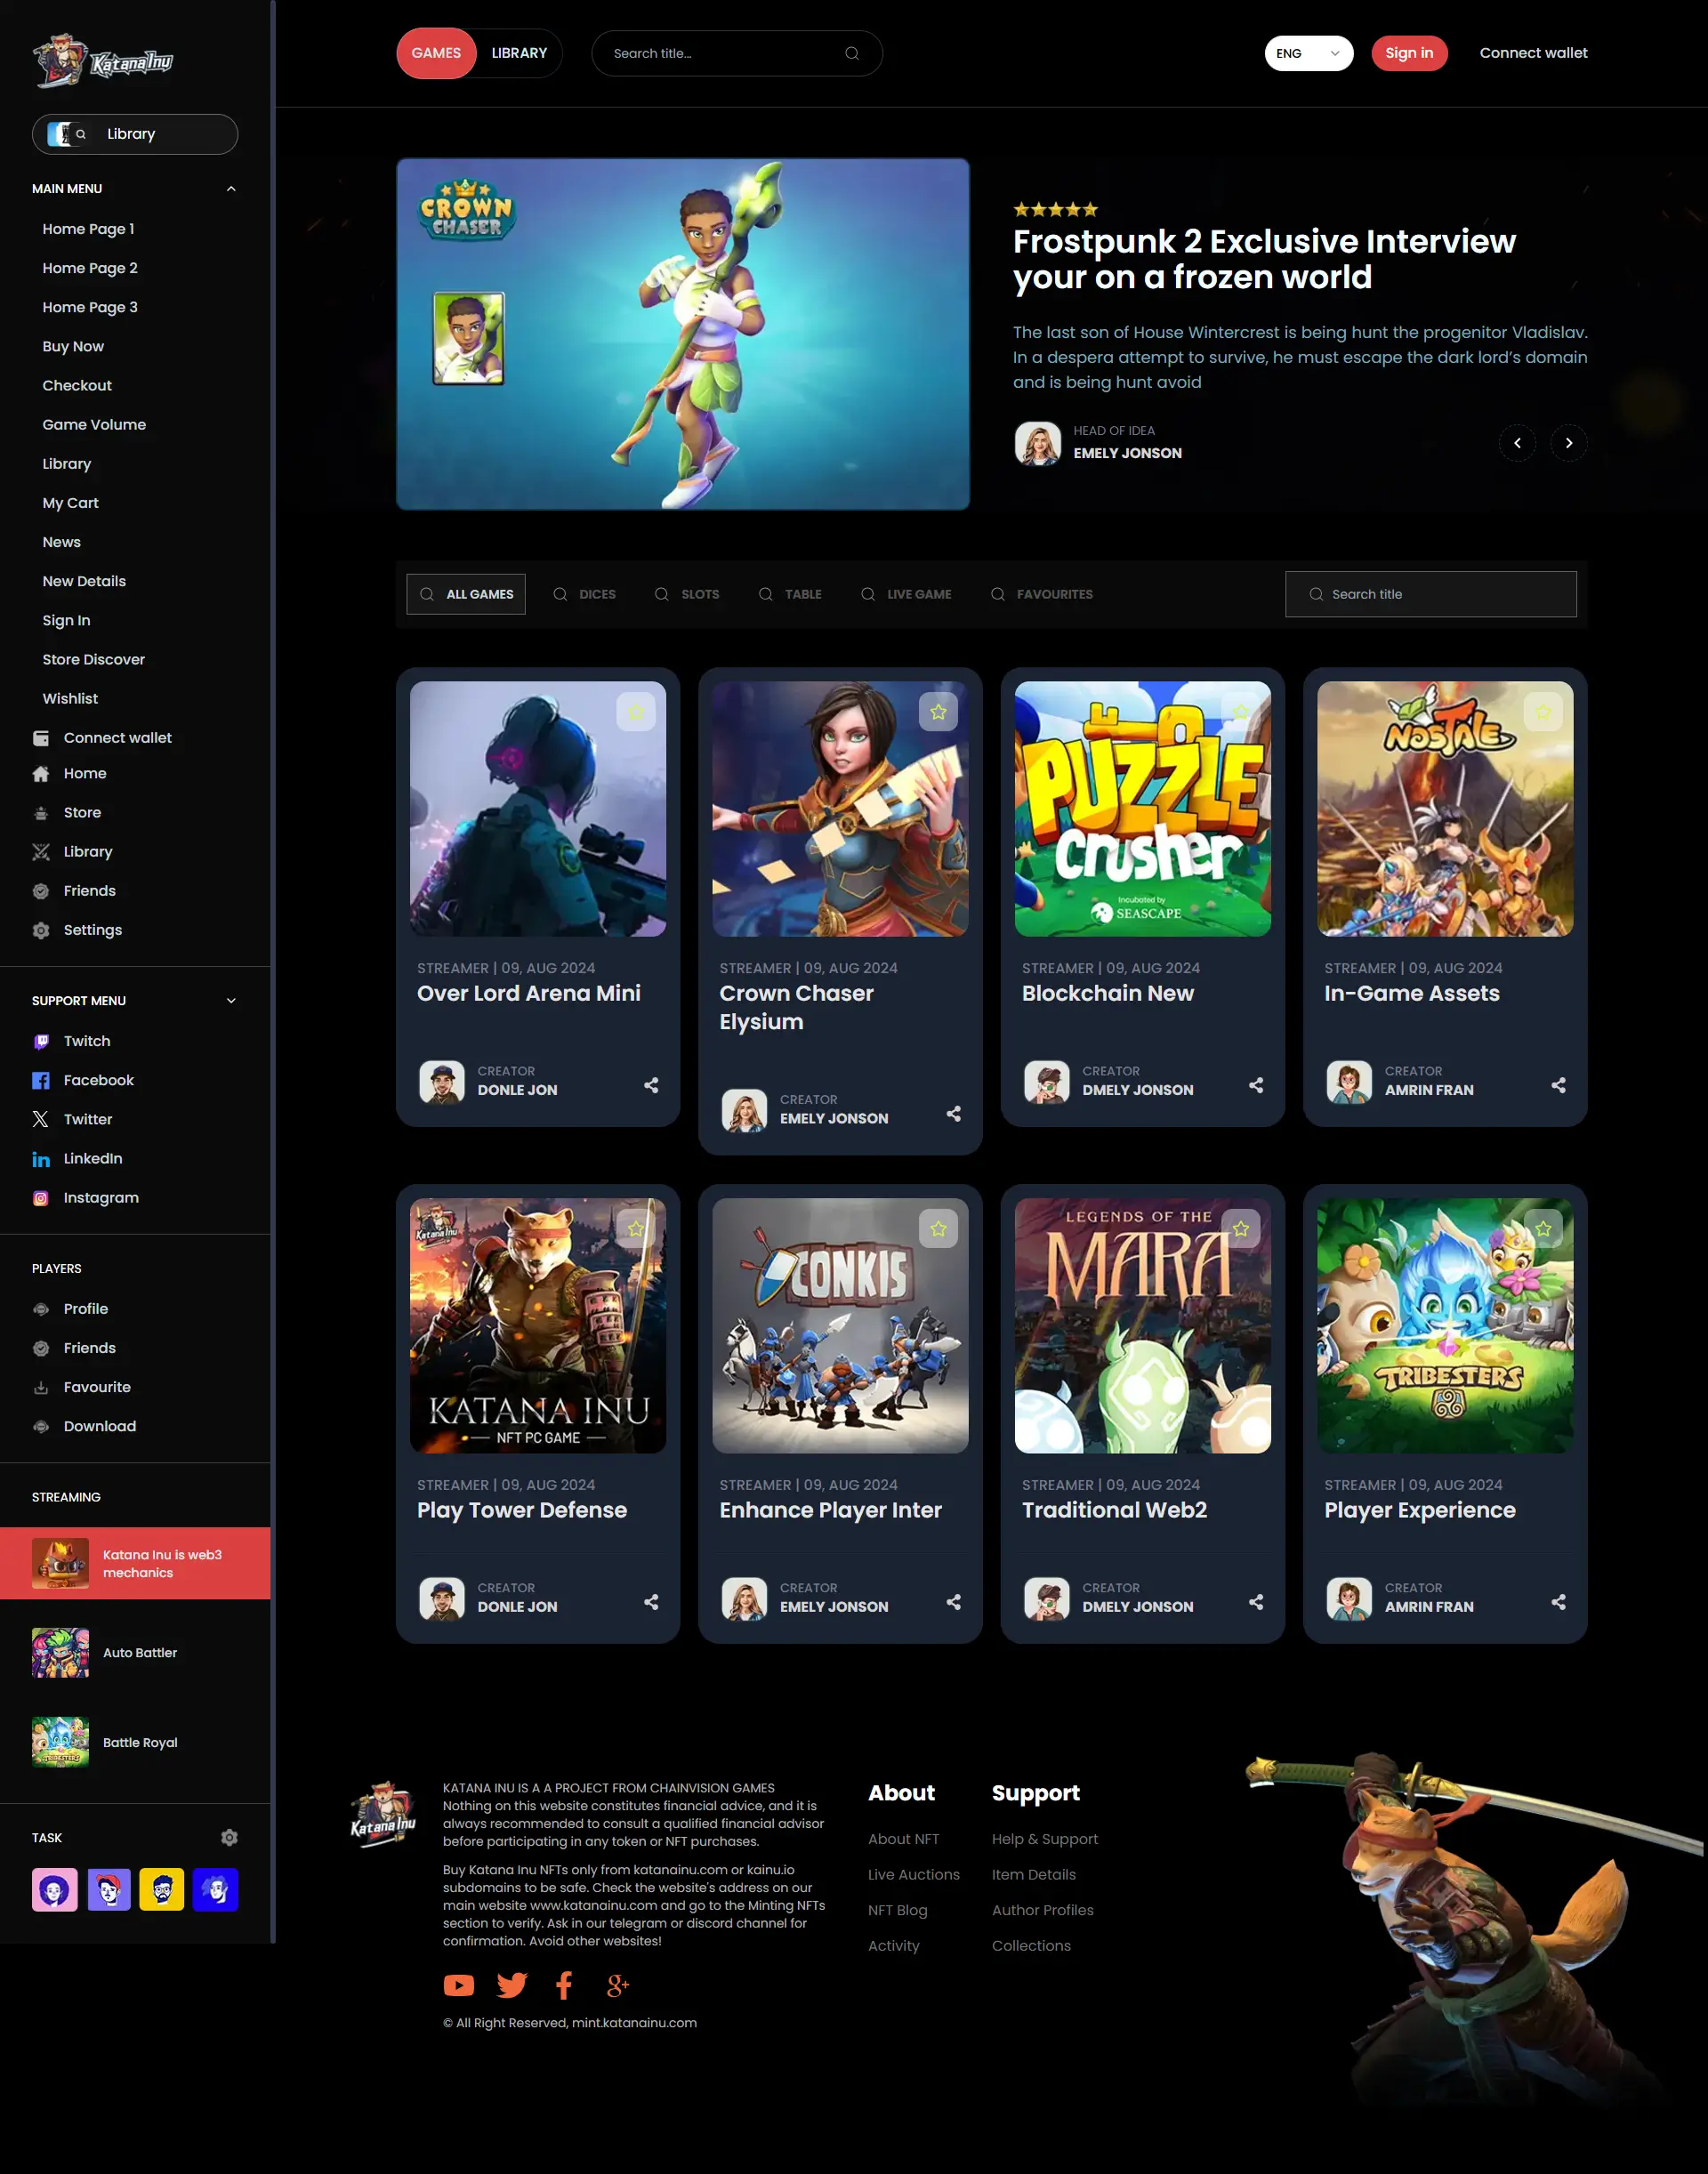 KatanaInu
Library
MAIN MENU
Home Page 1
Home Page 2
Home Page 3
Buy Now
Checkout
Game Volume
Library
My Cart
News
New Details
Sign In
Store Discover
Wishlist
Connect wallet
Home
Store
Library
Friends
Settings
SUPPORT MENU
Twitch
Facebook
Twitter
LinkedIn
Instagram
PLAYERS
Profile
Friends
Favourite
Download
STREAMING
Katana Inu is web3
mechanics
Auto Battler
Battle Royal
TASK
GAMES
LIBRARY
Search title...
ENG
Sign in
Connect wallet
CROWN
CHASER
Frostpunk 2 Exclusive Interview
your on a frozen world
The last son of House Wintercrest is being hunt the progenitor Vladislav.
In a despera attempt to survive, he must escape the dark lord's domain
and is being hunt avoid
HEAD OF IDEA
EMELY JONSON
ALL GAMES
DICES
SLOTS
TABLE
LIVE GAME
FAVOURITES
Search title
STREAMER | 09, AUG 2024
Over Lord Arena Mini
CREATOR
DONLE JON
STREAMER | 09, AUG 2024
Crown Chaser
Elysium
CREATOR
EMELY JONSON
PUZZLE
crusher
Incubated by
SEASCAPE
STREAMER | 09, AUG 2024
Blockchain New
CREATOR
DMELY JONSON
NOSTALE
STREAMER | 09, AUG 2024
In-Game Assets
CREATOR
AMRIN FRAN
KatanaInu
KATANA INU
NFT PC GAME
STREAMER | 09, AUG 2024
Play Tower Defense
CREATOR
DONLE JON
CONKIS
STREAMER | 09, AUG 2024
Enhance Player Inter
CREATOR
EMELY JONSON
LEGENDS OF THE
MARA
STREAMER | 09, AUG 2024
Traditional Web2
CREATOR
DMELY JONSON
TRIBESTERS
STREAMER | 09, AUG 2024
Player Experience
CREATOR
AMRIN FRAN
KatanaInu
KATANA INU IS A A PROJECT FROM CHAINVISION GAMES
Nothing on this website constitutes financial advice, and it is
always recommended to consult a qualified financial advisor
before participating in any token or NFT purchases.
Buy Katana Inu NFTs only from katanainu.com or kainu.io
subdomains to be safe. Check the website's address on our
main website www.katanainu.com and go to the Minting NFTs
section to verify. Ask in our telegram or discord channel for
confirmation. Avoid other websites!
© All Right Reserved, mint.katanainu.com
About
About NFT
Live Auctions
NFT Blog
Activity
Support
Help & Support
Item Details
Author Profiles
Collections